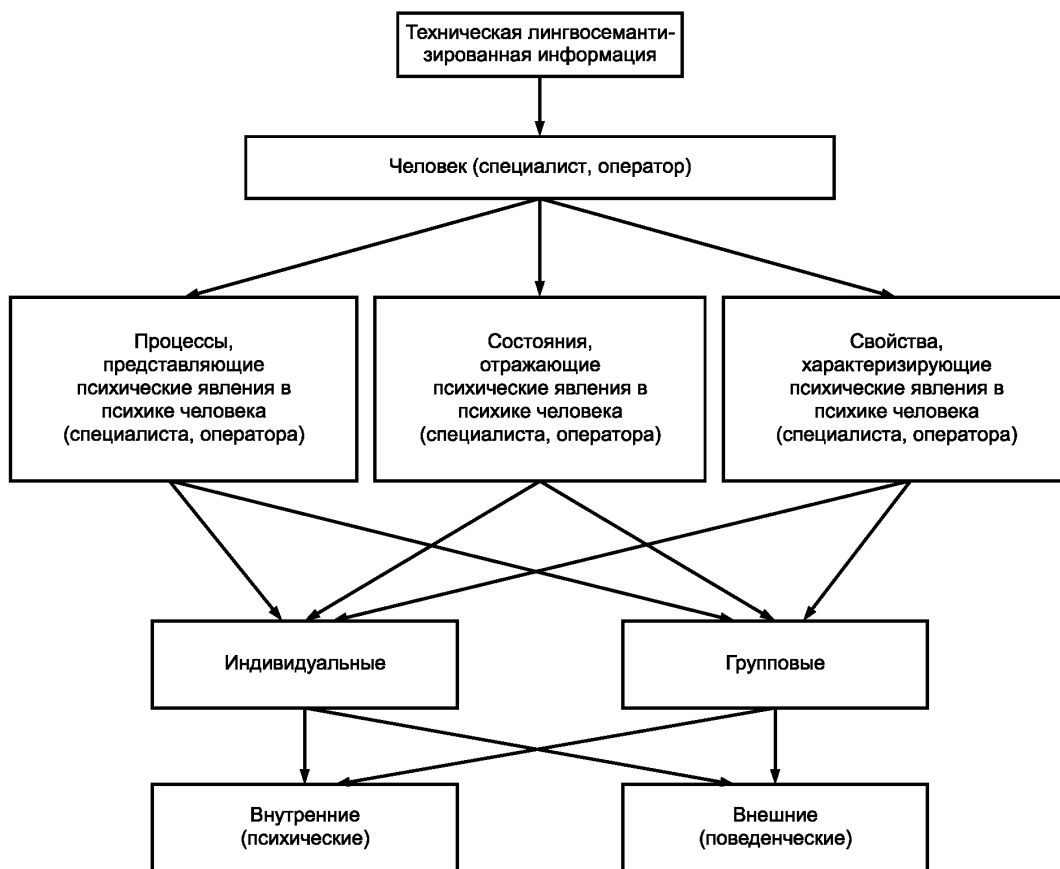 Техническая лингвосеманти-
зированная информация
Человек (специалист, оператор)
Процессы,
представляющие
психические явления в
психике человека
(специалиста, оператора)
Состояния,
отражающие
психические явления в
психике человека
(специалиста, оператора)
Свойства,
характеризирующие
психические явления в
психике человека
(специалиста, оператора)
Индивидуальные
Групповые
Внутренние
(психические)
Внешние
(поведенческие)